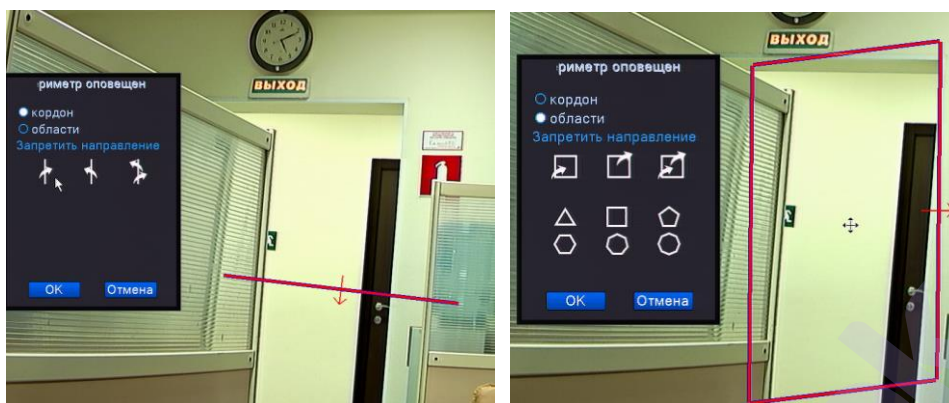 ВЫХОД
риметр оповещен
кордон
области
Запретить направление
OK
Отмена
ВЫХОД
риметр оповещен
кордон
области
Запретить направление
OK
Отмена